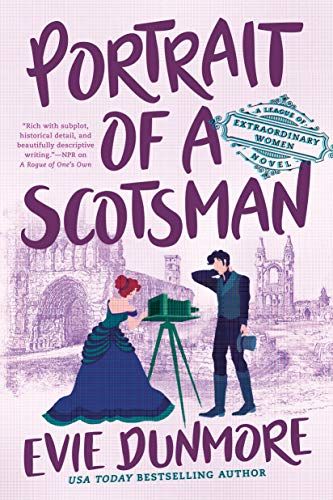 PORTRAIT
OF A
SCOTSMAN
A LEAGUE OF
EXTRAORDINARY
WOMEN
NOVEL
"Rich with subplot,
historical detail, and
beautifully descriptive
writing."—NPR on
A Rogue of One's Own
EVIE DUNMORE
USA TODAY BESTSELLING AUTHOR